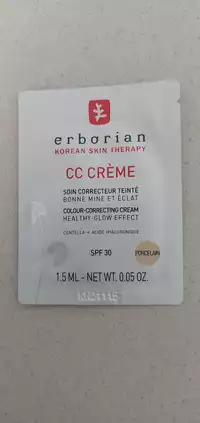 erborian
KOREAN SKIN THERAPY
CC CRÈME
SOIN CORRECTEUR TEINTÉ
BONNE MINE ET ÉCLAT
COLOUR-CORRECTING CREAM
HEALTHY-GLOW EFFECT
CENTELLA + ACIDE HYALURONIQUE
SPF 30
PORCELAIN
1.5 ML - NET WT. 0.05 OZ.